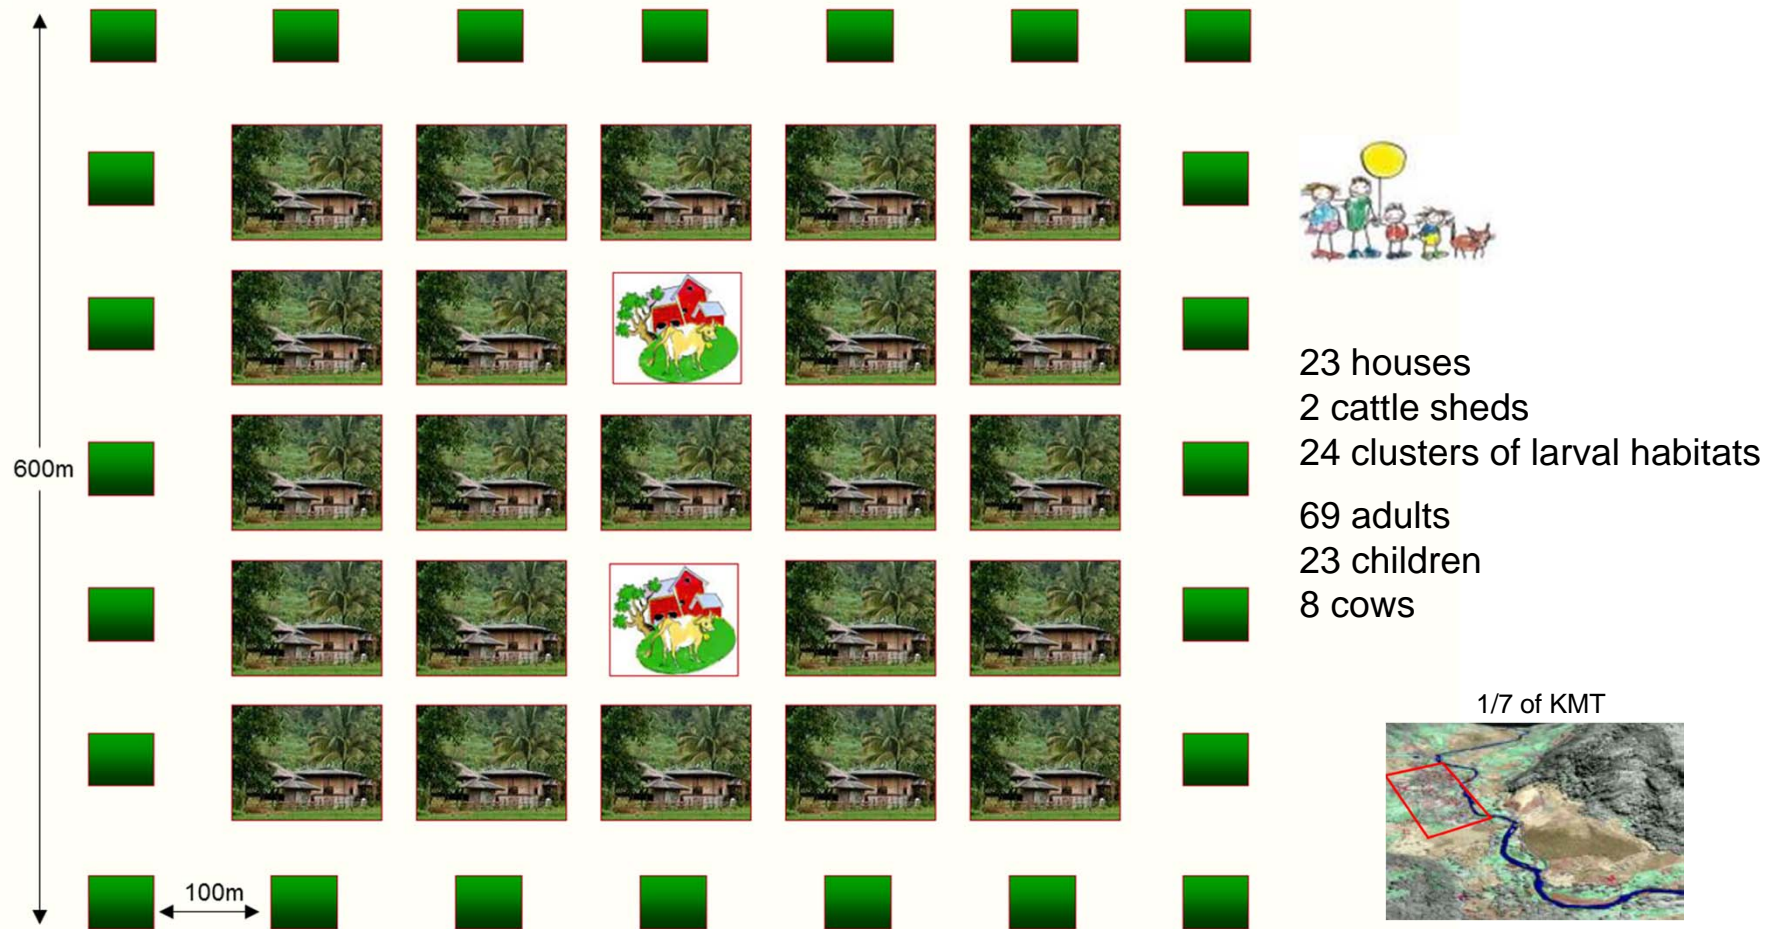 600m
100m
23 houses
2 cattle sheds
24 clusters of larval habitats
69 adults
23 children
8 cows
1/7 of KMT